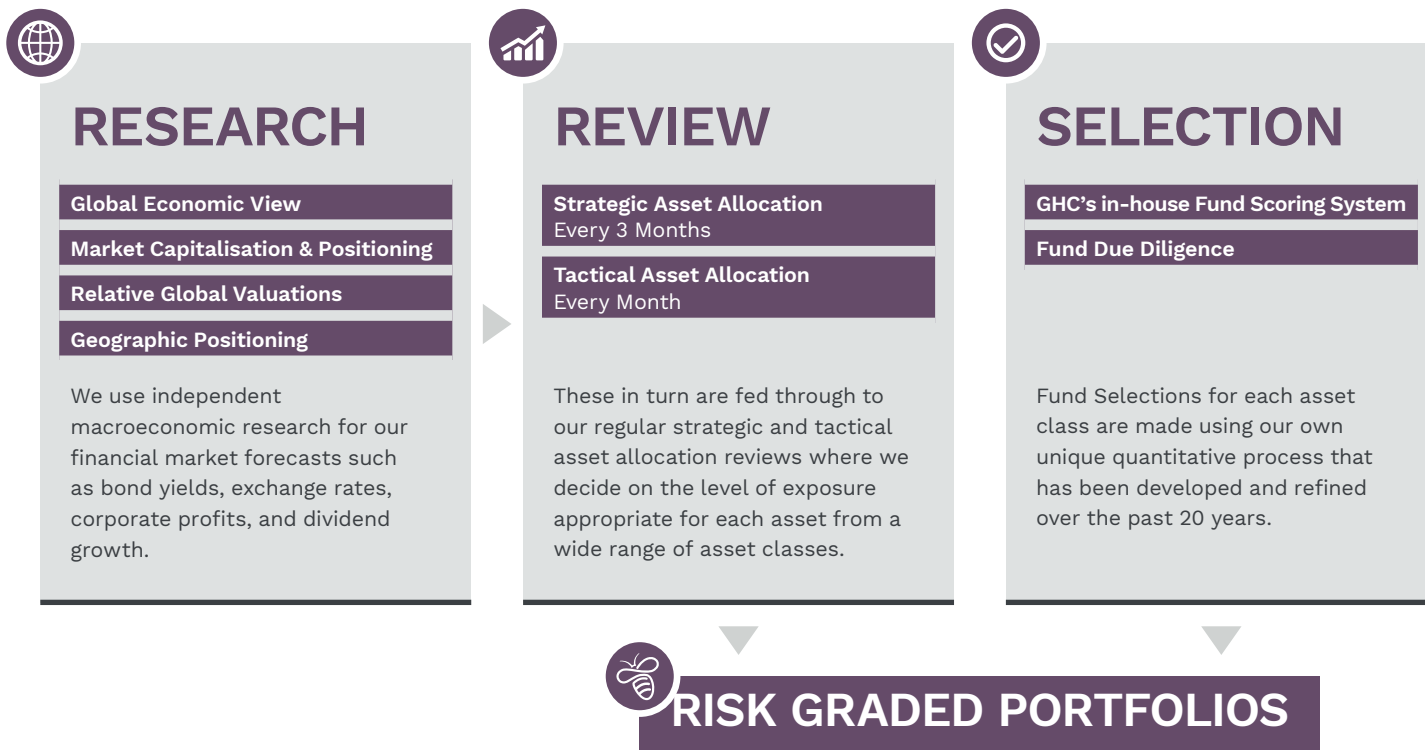 RESEARCH
Global Economic View
Market Capitalisation & Positioning
Relative Global Valuations
Geographic Positioning
We use independent
macroeconomic research for our
financial market forecasts such
as bond yields, exchange rates,
corporate profits, and dividend
growth.
REVIEW
Strategic Asset Allocation
Every 3 Months
Tactical Asset Allocation
Every Month
These in turn are fed through to
our regular strategic and tactical
asset allocation reviews where we
decide on the level of exposure
appropriate for each asset from a
wide range of asset classes.
SELECTION
GHC's in-house Fund Scoring System
Fund Due Diligence
Fund Selections for each asset
class are made using our own
unique quantitative process that
has been developed and refined
over the past 20 years.
RISK GRADED PORTFOLIOS